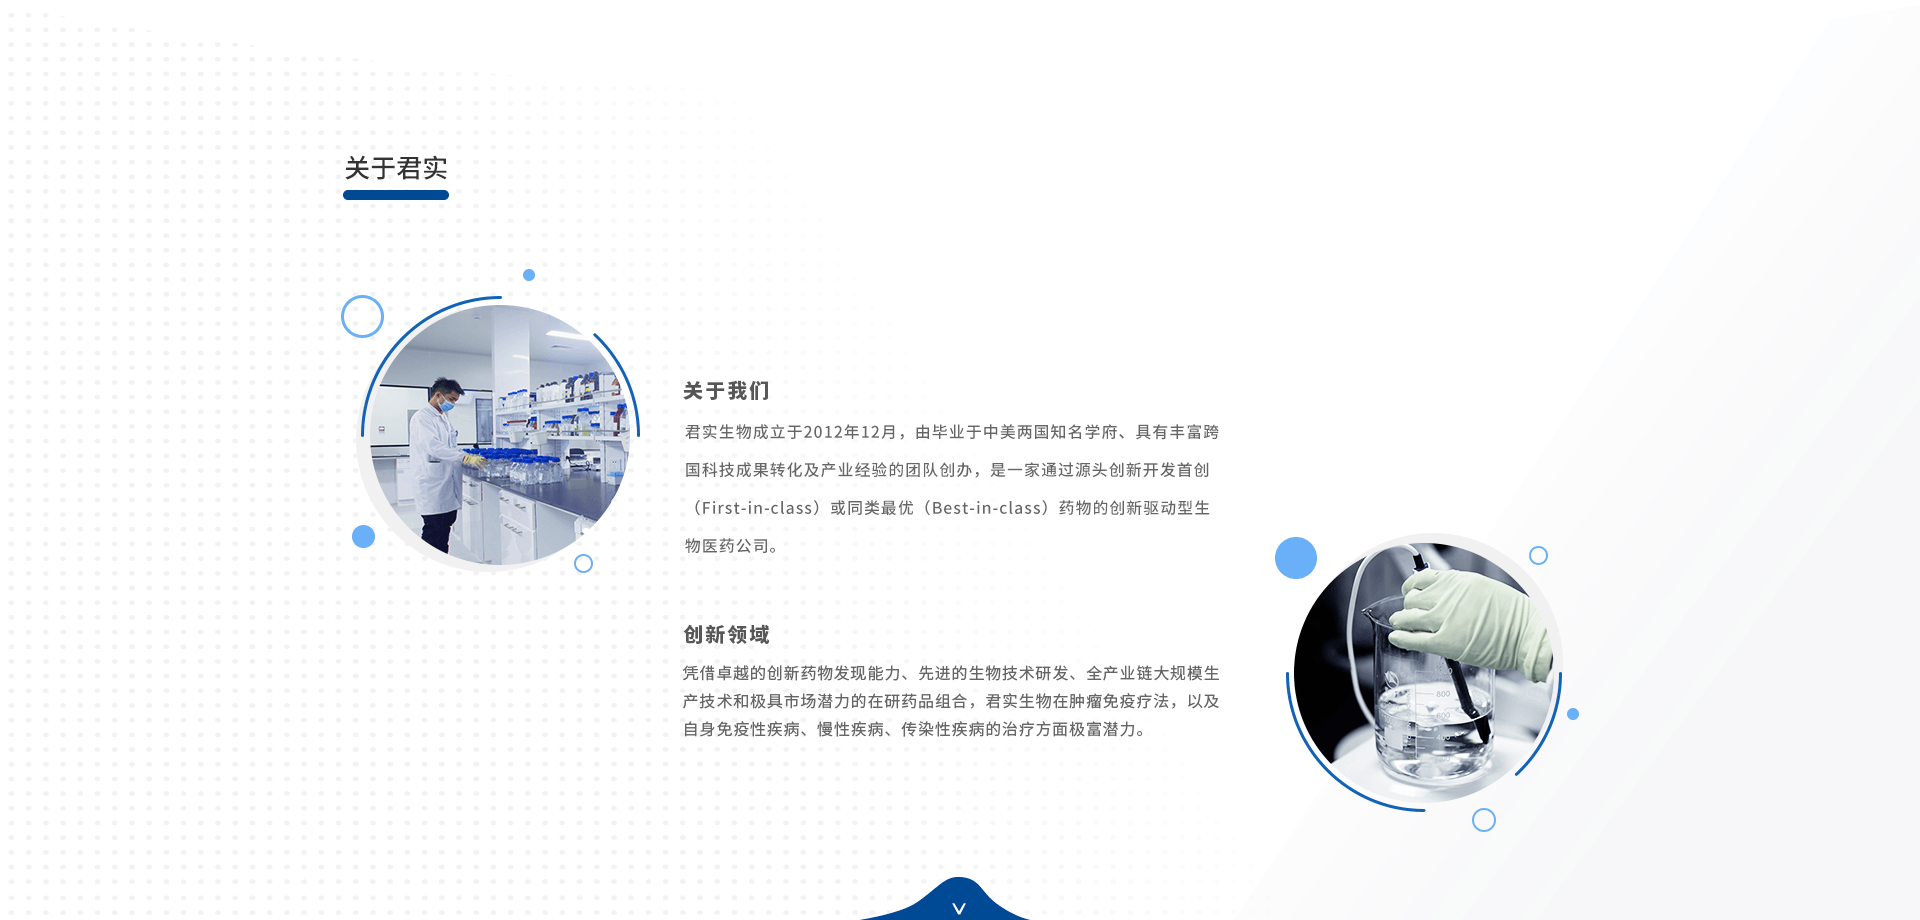 关于君实
关于我们
君实生物成立于2012年12月，由毕业于中美两国知名学府、具有丰富跨
国科技成果转化及产业经验的团队创办，是一家通过源头创新开发首创
（First-in-class）或同类最优（Best-in-class）药物的创新驱动型生
物医药公司。
创新领域
凭借卓越的创新药物发现能力、先进的生物技术研发、全产业链大规模生
产技术和极具市场潜力的在研药品组合，君实生物在肿瘤免疫疗法，以及
自身免疫性疾病、慢性疾病、传染性疾病的治疗方面极富潜力。
800
600